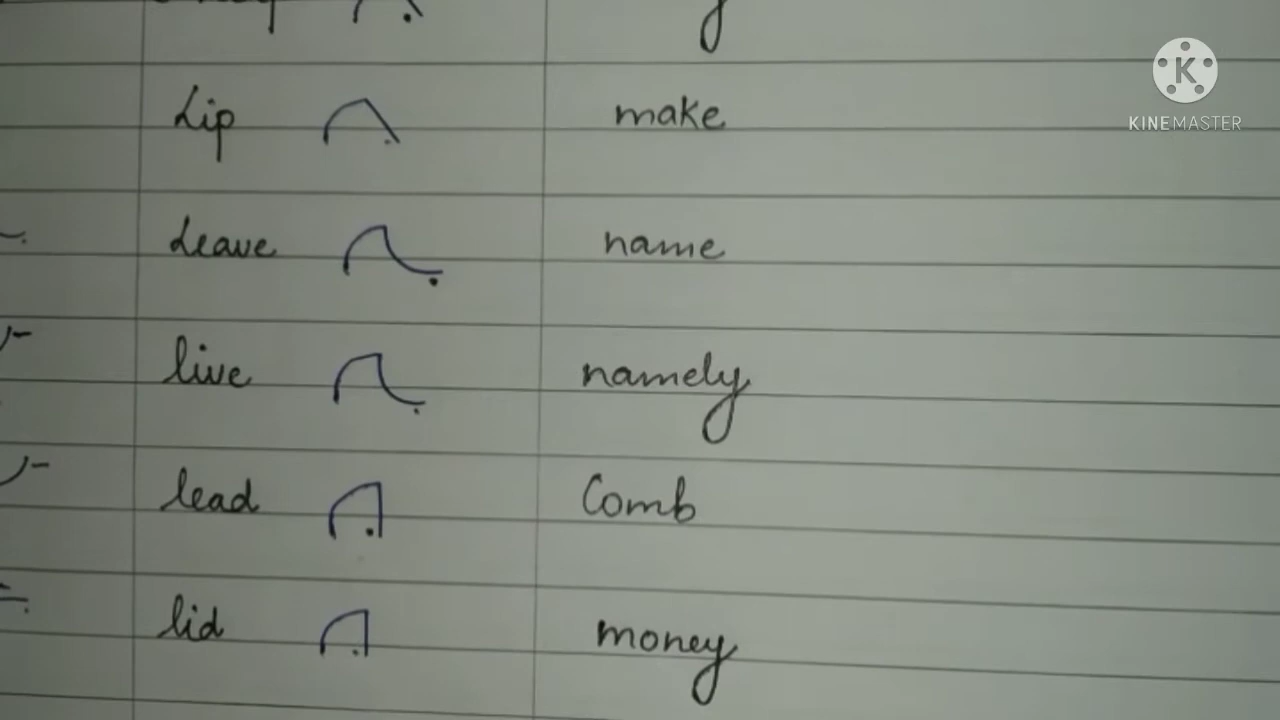 Lip make
Leave name
live namely
lead Comb
lid money
K
KINEMASTER